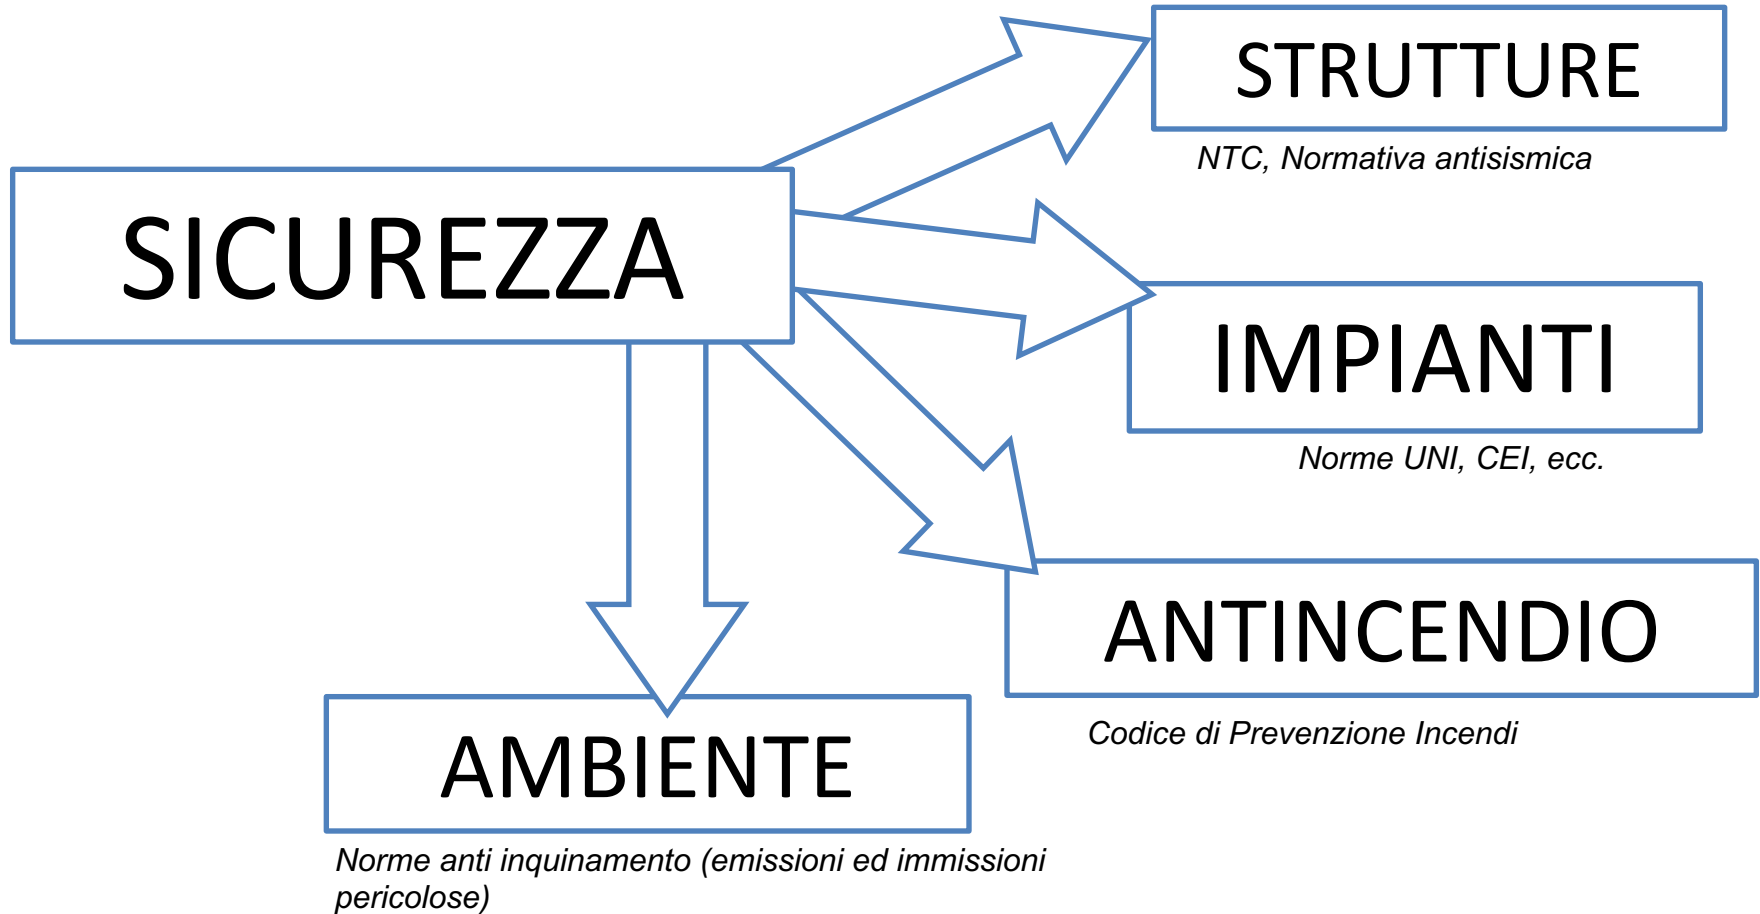 STRUTTURE
NTC, Normativa antisismica
SICUREZZA
IMPIANTI
Norme UNI, CEI, ecc.
ANTINCENDIO
Codice di Prevenzione Incendi
AMBIENTE
Norme anti inquinamento (emissioni ed immissioni
pericolose)